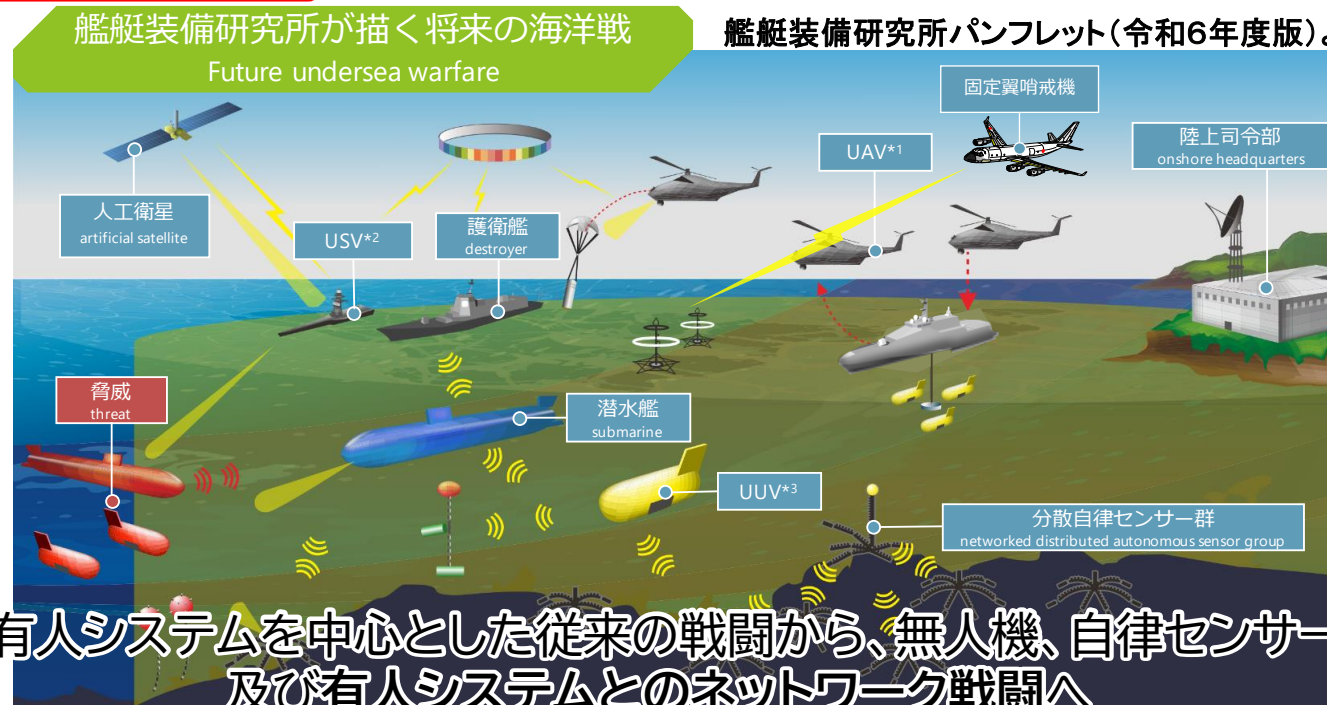 艦艇装備研究所が描く将来の海洋戦
Future undersea warfare
艦艇装備研究所パンフレット(令和6年度版)よ
固定翼哨戒機
UAV*1
陸上司令部
onshore headquarters
人工衛星
artificial satellite
USV*2
護衛艦
destroyer
脅威
threat
潜水艦
submarine
UUV*3
分散自律センサー群
networked distributed autonomous sensor group
有人システムを中心とした従来の戦闘から、無人機、自律センサー
及び有人システムとのネットワーク戦闘へ